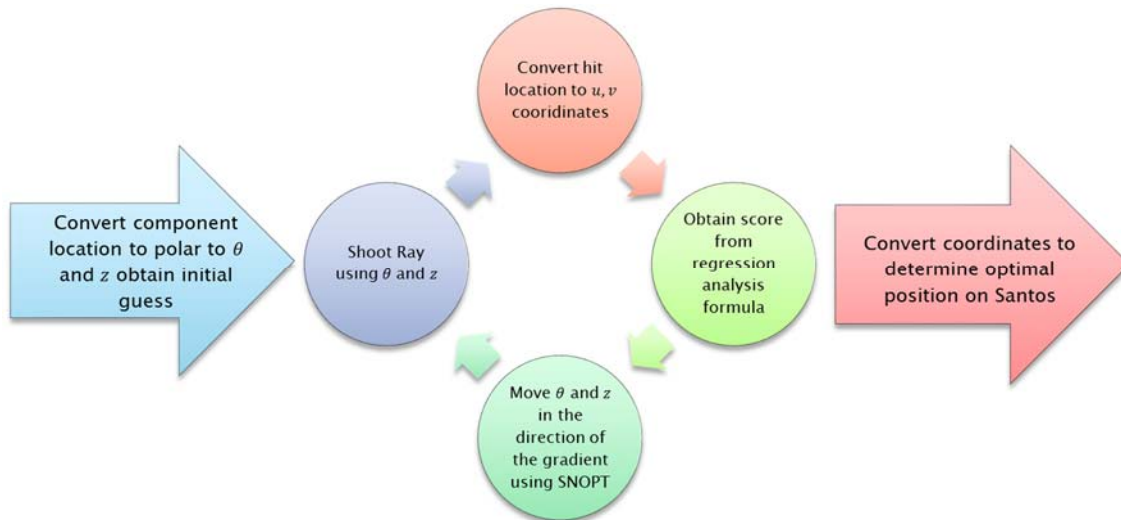 Convert hit
location to u, v
cooridinates
Convert component
location to polar to θ
and z obtain initial
guess
Shoot Ray
using θ and z
Obtain score
from
regression
analysis
formula
Convert coordinates to
determine optimal
position on Santos
Move θ and z
in the
direction of
the gradient
using SNOPT